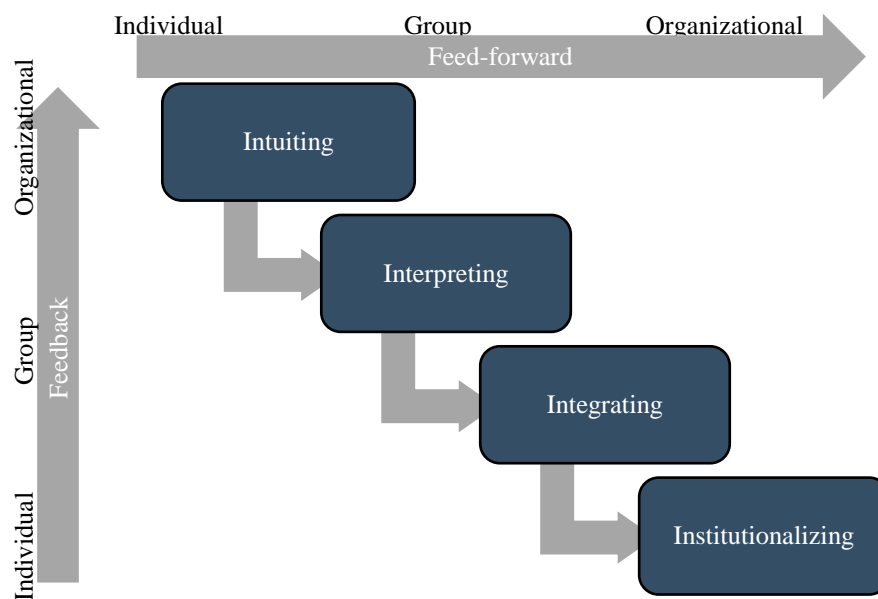 Individual Group Organizational
Feed-forward
Organizational
Group
Individual
Feedback
Intuiting
Interpreting
Integrating
Institutionalizing